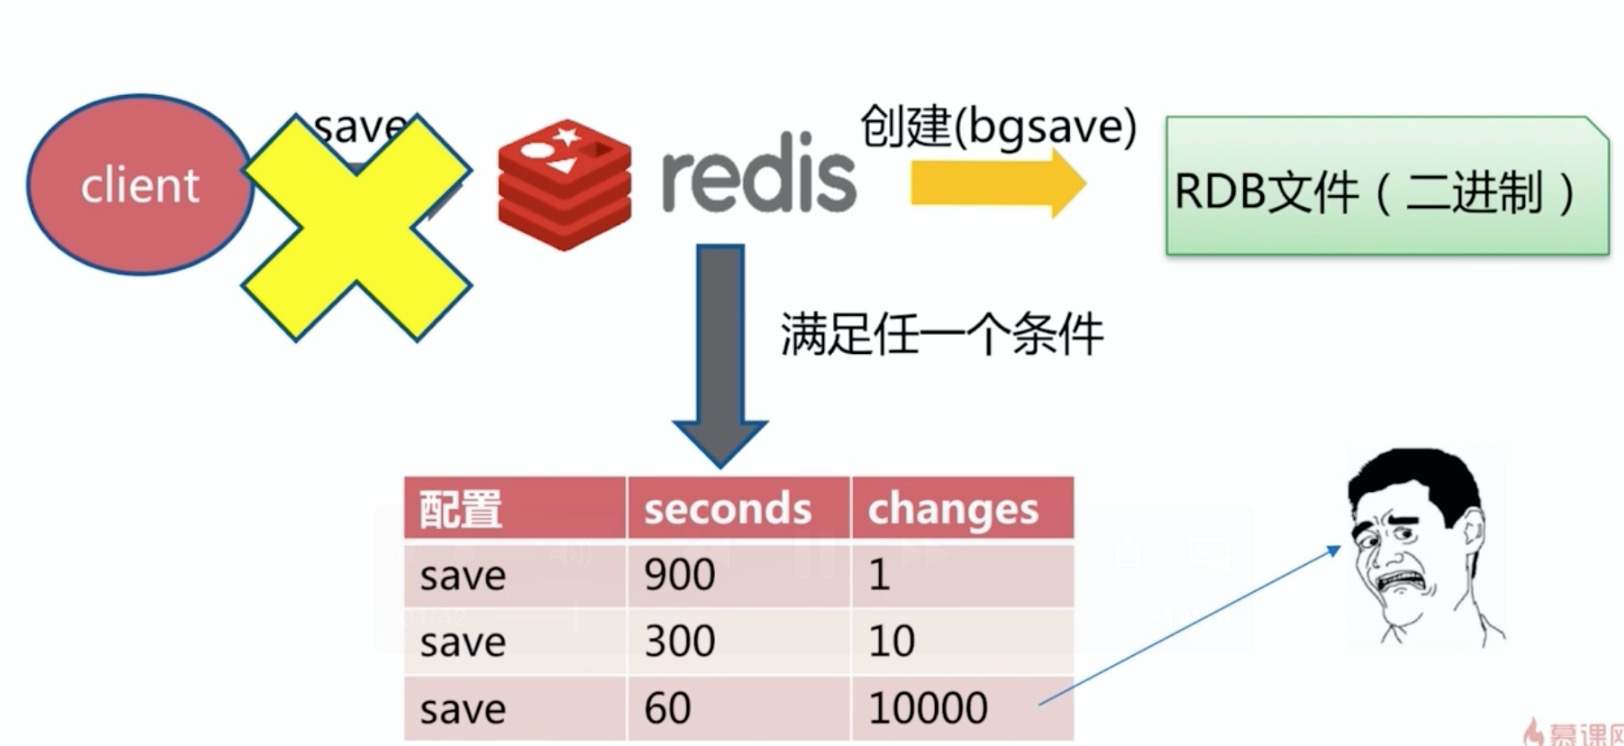 save
创建(bgsave)
client
redis
RDB文件（二进制）
满足任一个条件
配置 seconds changes
save 900 1
save 300 10
save 60 10000
慕课网